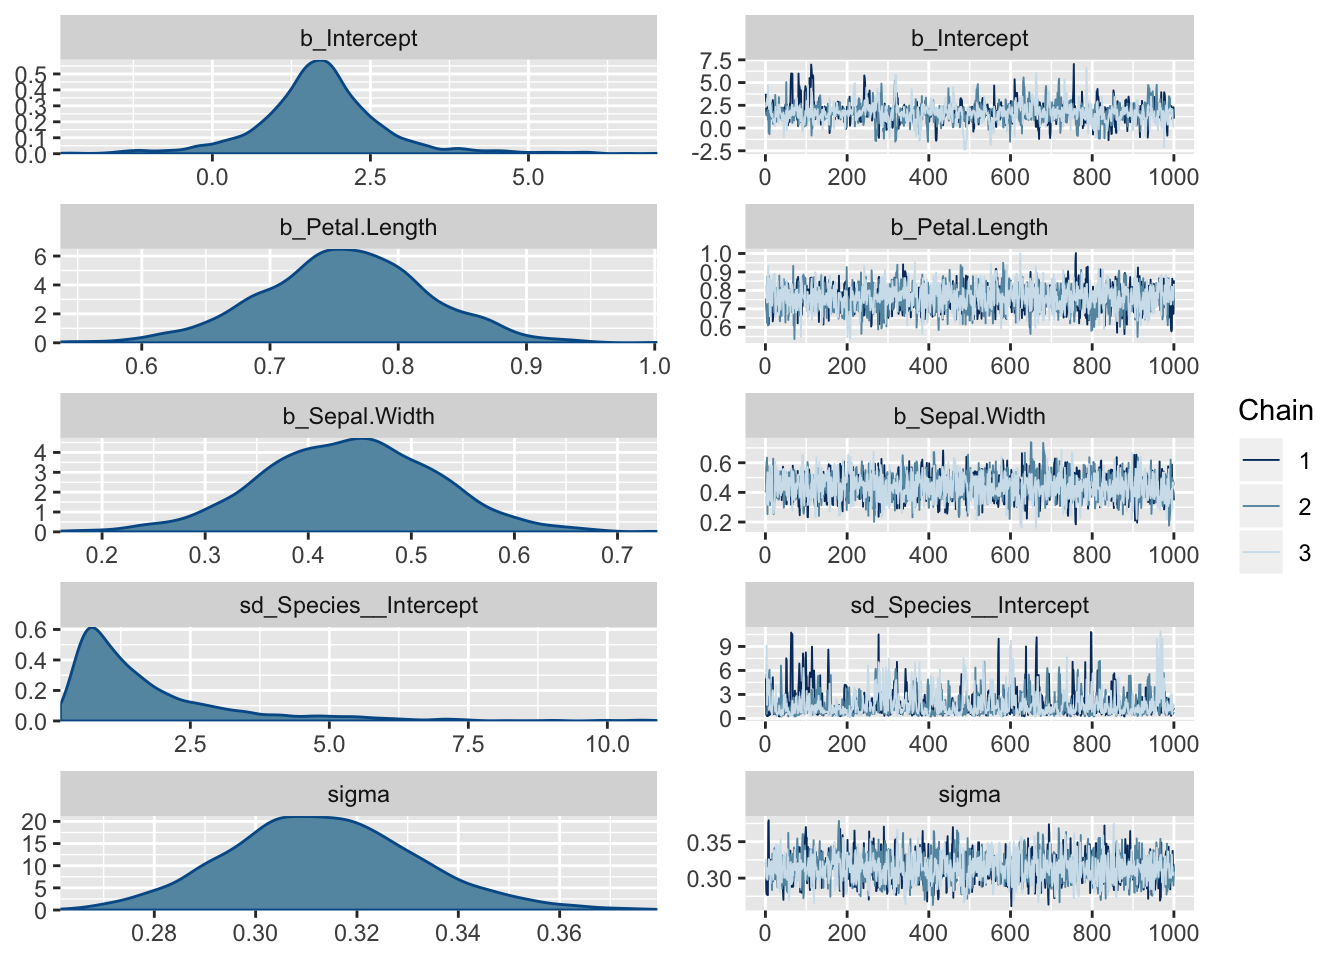 b_Intercept
0.5
0.4
0.3
0.2
0.1
0.0
0.0 2.5 5.0
b_Intercept
7.5
5.0
2.5
0.0
-2.5
0 200 400 600 800 1000
b_Petal.Length
6
4
2
0
0.6 0.7 0.8 0.9 1.0
b_Petal.Length
1.0
0.9
0.8
0.7
0.6
0 200 400 600 800 1000
b_Sepal.Width
4
3
2
1
0
0.2 0.3 0.4 0.5 0.6 0.7
b_Sepal.Width
0.6
0.4
0.2
0 200 400 600 800 1000
sd_Species__Intercept
0.6
0.4
0.2
0.0
2.5 5.0 7.5 10.0
sd_Species__Intercept
9
6
3
0
0 200 400 600 800 1000
sigma
20
15
10
5
0
0.28 0.30 0.32 0.34 0.36
sigma
0.35
0.30
0 200 400 600 800 1000
Chain
1
2
3